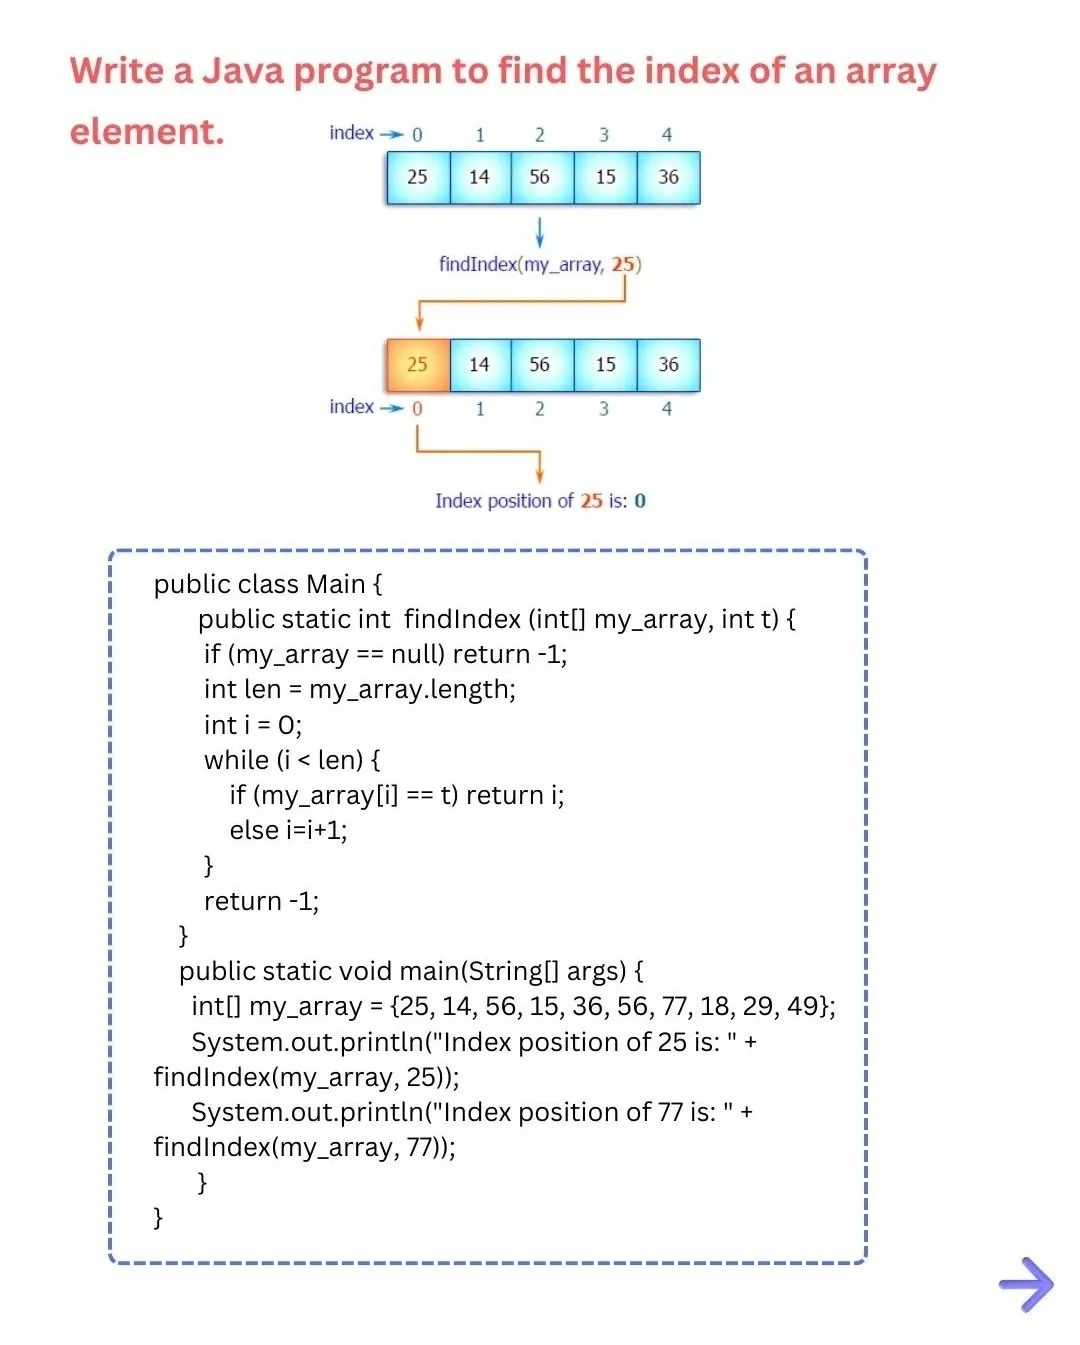 Write a Java program to find the index of an array
element.
index 0 1 2 3 4
25 14 56 15 36
findIndex(my_array, 25)
25 14 56 15 36
index 0 1 2 3 4
Index position of 25 is: 0
public class Main {
public static int  findIndex (int[] my_array, int t) {
if (my_array == null) return -1;
int len = my_array.length;
int i = 0;
while (i < len) {
if (my_array[i] == t) return i;
else i=i+1;
}
return -1;
}
public static void main(String[] args) {
int[] my_array = {25, 14, 56, 15, 36, 56, 77, 18, 29, 49};
System.out.println("Index position of 25 is: " +
findIndex(my_array, 25));
System.out.println("Index position of 77 is: " +
findIndex(my_array, 77));
}
}